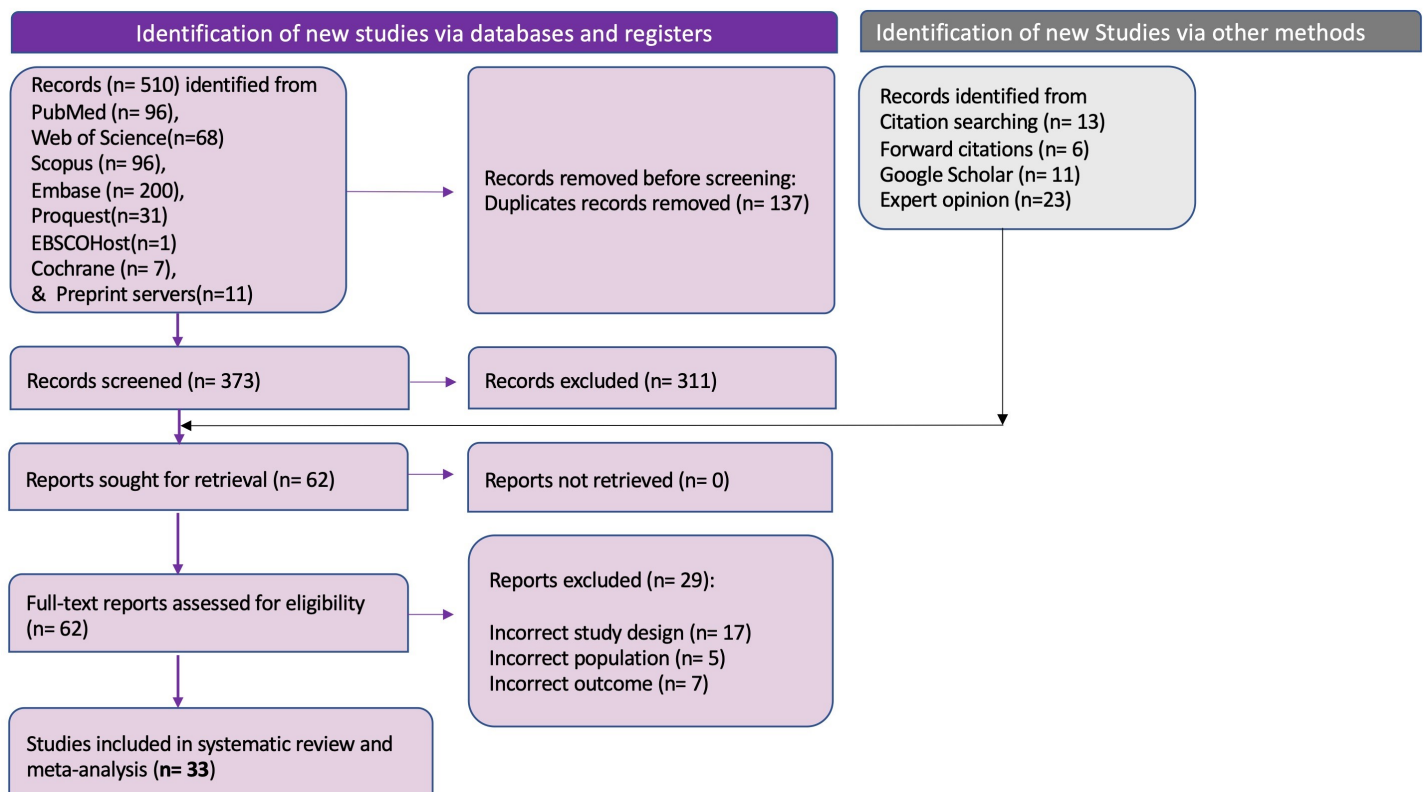 Identification of new studies via databases and registers
Identification of new Studies via other methods
Records (n= 510) identified from
PubMed (n= 96),
Web of Science(n=68)
Scopus (n= 96),
Embase (n= 200),
Proquest(n=31)
EBSCOHost(n=1)
Cochrane (n= 7),
& Preprint servers(n=11)
Records removed before screening:
Duplicates records removed (n= 137)
Records identified from
Citation searching (n= 13)
Forward citations (n= 6)
Google Scholar (n= 11)
Expert opinion (n=23)
Records screened (n= 373)
Records excluded (n= 311)
Reports sought for retrieval (n= 62)
Reports not retrieved (n= 0)
Full-text reports assessed for eligibility
(n= 62)
Reports excluded (n= 29):
Incorrect study design (n= 17)
Incorrect population (n= 5)
Incorrect outcome (n= 7)
Studies included in systematic review and
meta-analysis (n= 33)